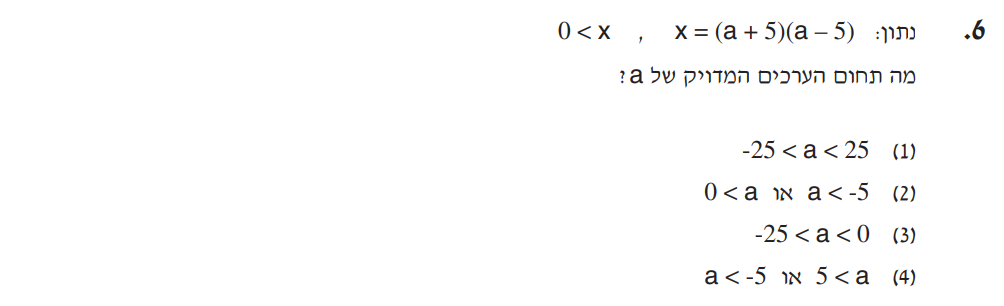 6. נתון: x = (a + 5)(a – 5) , 0 < x
מה תחום הערכים המדויק של a?
(1) -25 < a < 25
(2) a < -5 או 0 < a
(3) -25 < a < 0
(4) 5 < a או a < -5